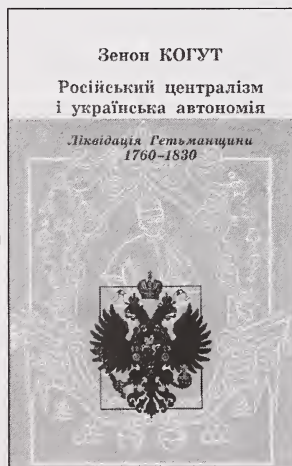 Зенон КОГУТ
Російський централізм
і українська автономія
Ліквідація Гетьманщини
1760–1830